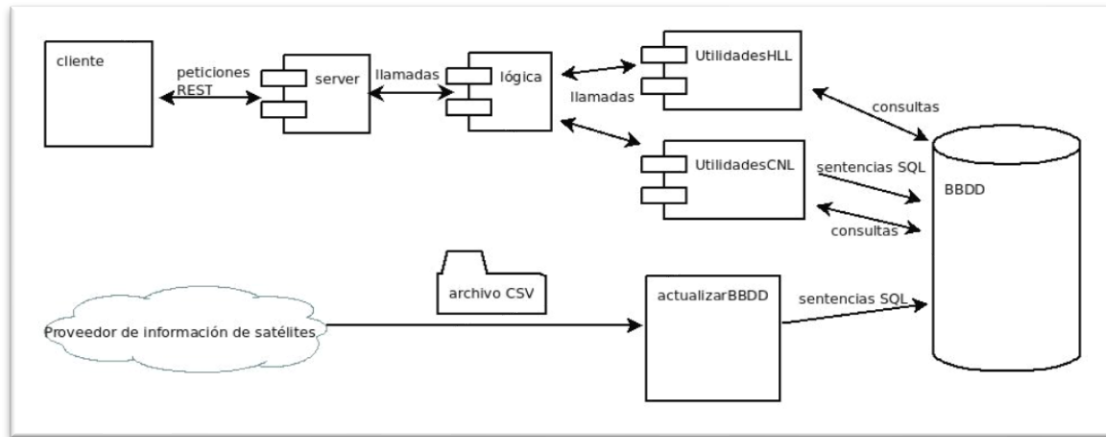 cliente
peticiones
REST
server
llamadas
lógica
llamadas
UtilidadesHLL
consultas
UtilidadesCNL
sentencias SQL
consultas
BBDD
Proveedor de información de satélites
archivo CSV
actualizarBBDD
sentencias SQL